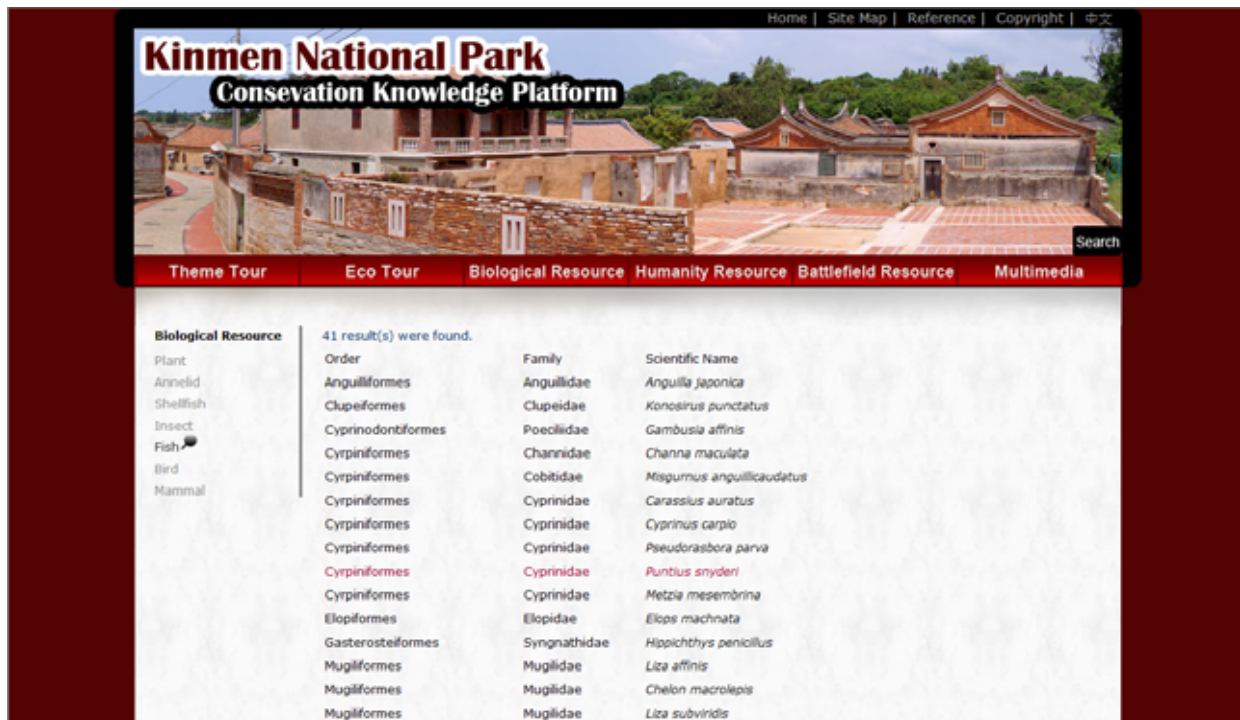 Home | Site Map | Reference | Copyright | 中文
Kinmen National Park
Consevation Knowledge Platform
Search
Theme Tour Eco Tour Biological Resource Humanity Resource Battlefield Resource Multimedia
Biological Resource
Plant
Annelid
Shellfish
Insect
Fish
Bird
Mammal
41 result(s) were found.
Order Family Scientific Name
Anguilliformes Anguillidae Anguilla japonica
Clupeiformes Clupeidae Konosirus punctatus
Cyprinodontiformes Poeciliidae Gambusia affinis
Cyrpiniformes Channidae Channa maculata
Cyrpiniformes Cobitidae Misgurnus anguillicaudatus
Cyrpiniformes Cyprinidae Carassius auratus
Cyrpiniformes Cyprinidae Cyprinus carpio
Cyrpiniformes Cyprinidae Pseudorasbora parva
Cyrpiniformes Cyprinidae Puntius snyderi
Cyrpiniformes Cyprinidae Metzia mesembrina
Elopiformes Elopidae Elops machnata
Gasterosteiformes Syngnathidae Hippichthys penicillus
Mugiliformes Mugilidae Liza affinis
Mugiliformes Mugilidae Chelon macrolepis
Mugiliformes Mugilidae Liza subviridis